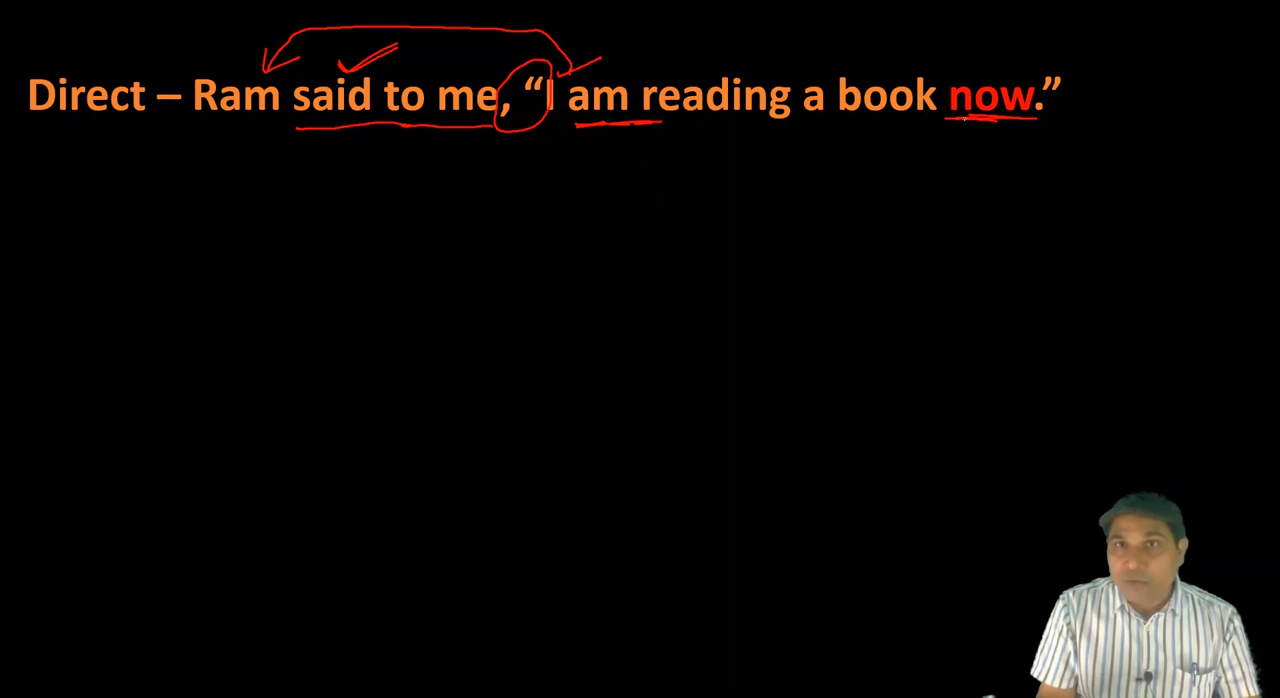 Direct – Ram said to me, “I am reading a book now.”